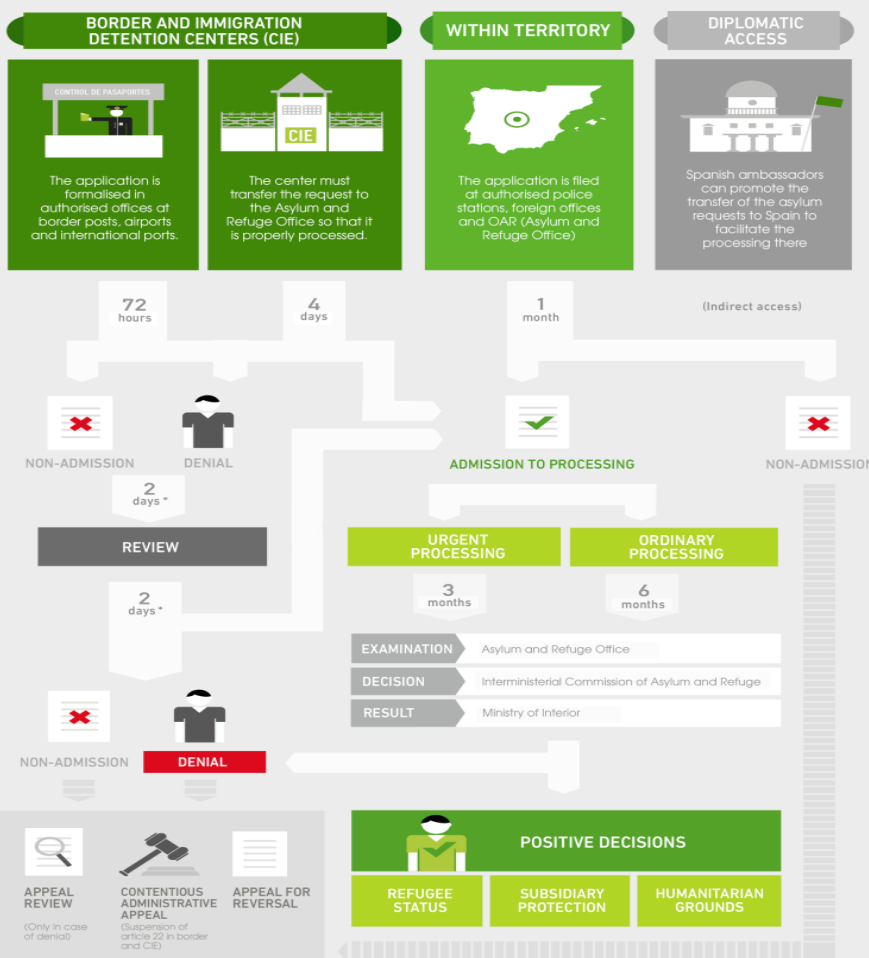 BORDER AND IMMIGRATION
DETENTION CENTERS (CIE)
WITHIN TERRITORY
DIPLOMATIC
ACCESS
CONTROL DE PASAPORTES
The application is
formalised in
authorised offices at
border posts, airports
and international ports.
CIE
The center must
transfer the request to
the Asylum and
Refuge Office so that it
is properly processed.
The application is filed
at authorised police
stations, foreign offices
and OAR (Asylum and
Refuge Office)
Spanish ambassadors
can promote the
transfer of the asylum
requests to Spain to
facilitate the
processing there
72
hours
4
days
1
month
(Indirect access)
NON-ADMISSION
DENIAL
ADMISSION TO PROCESSING
NON-ADMISSION
2
days *
REVIEW
URGENT
PROCESSING
ORDINARY
PROCESSING
2
days *
3
months
6
months
EXAMINATION
Asylum and Refuge Office
DECISION
Interministerial Commission of Asylum and Refuge
RESULT
Ministry of Interior
NON-ADMISSION
DENIAL
POSITIVE DECISIONS
APPEAL
REVIEW
(Only in case
of denial)
CONTENTIOUS
ADMINISTRATIVE
APPEAL
(Suspension of
article 22 in border
and CIE)
APPEAL FOR
REVERSAL
REFUGEE
STATUS
SUBSIDIARY
PROTECTION
HUMANITARIAN
GROUNDS